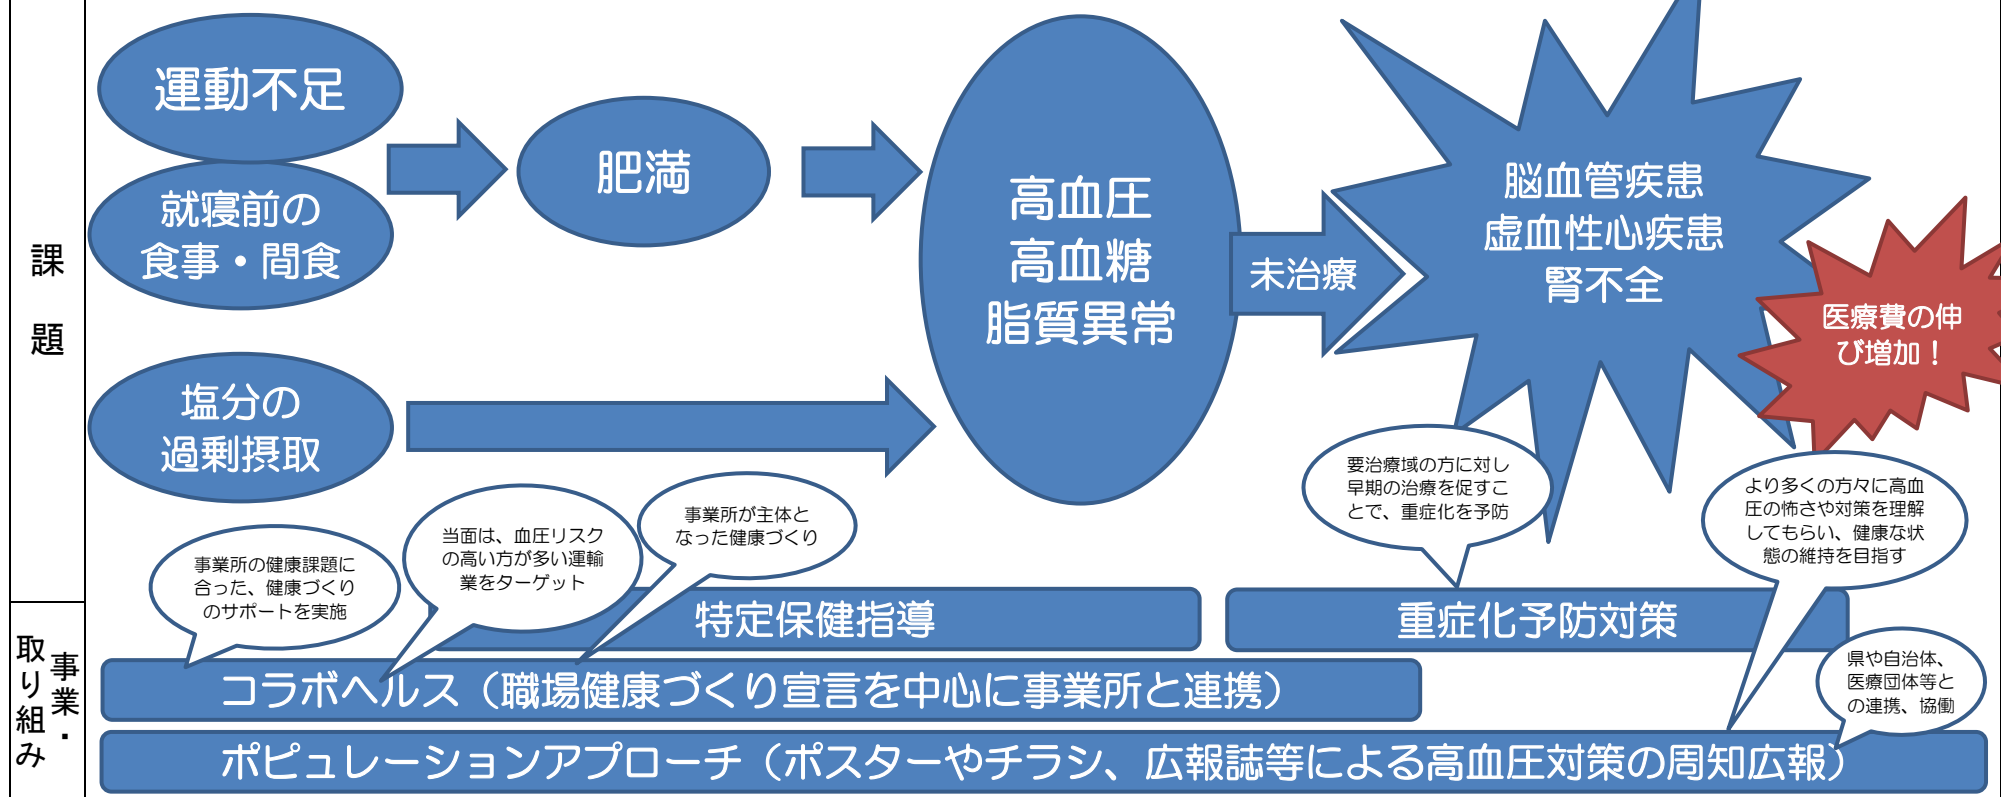 課題
運動不足
就寝前の
食事・間食
肥満
塩分の
過剰摂取
高血圧
高血糖
脂質異常
未治療
脳血管疾患
虚血性心疾患
腎不全
医療費の伸
び増加！
事業所の健康課題に
合った、健康づくり
のサポートを実施
当面は、血圧リスク
の高い方が多い運輸
業をターゲット
事業所が主体と
なった健康づくり
要治療域の方に対し
早期の治療を促すこ
とで、重症化を予防
より多くの方々に高血
圧の怖さや対策を理解
してもらい、健康な状
態の維持を目指す
県や自治体、
医療団体等と
の連携、協働
事業・
取り組み
特定保健指導
重症化予防対策
コラボヘルス（職場健康づくり宣言を中心に事業所と連携）
ポピュレーションアプローチ（ポスターやチラシ、広報誌等による高血圧対策の周知広報）